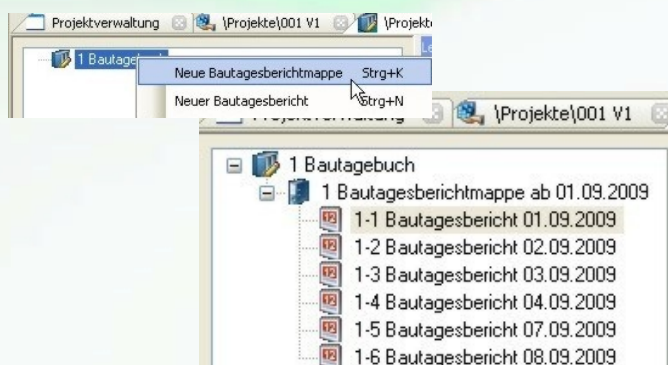 Projektverwaltung \Projekte\001 V1 \Projekt
1 Bautage
Neue Bautagesberichtmappe Strg+K
Neuer Bautagesbericht Strg+N
\Projekte\001 V1
1 Bautagebuch
1 Bautagesberichtmappe ab 01.09.2009
1-1 Bautagesbericht 01.09.2009
1-2 Bautagesbericht 02.09.2009
1-3 Bautagesbericht 03.09.2009
1-4 Bautagesbericht 04.09.2009
1-5 Bautagesbericht 07.09.2009
1-6 Bautagesbericht 08.09.2009